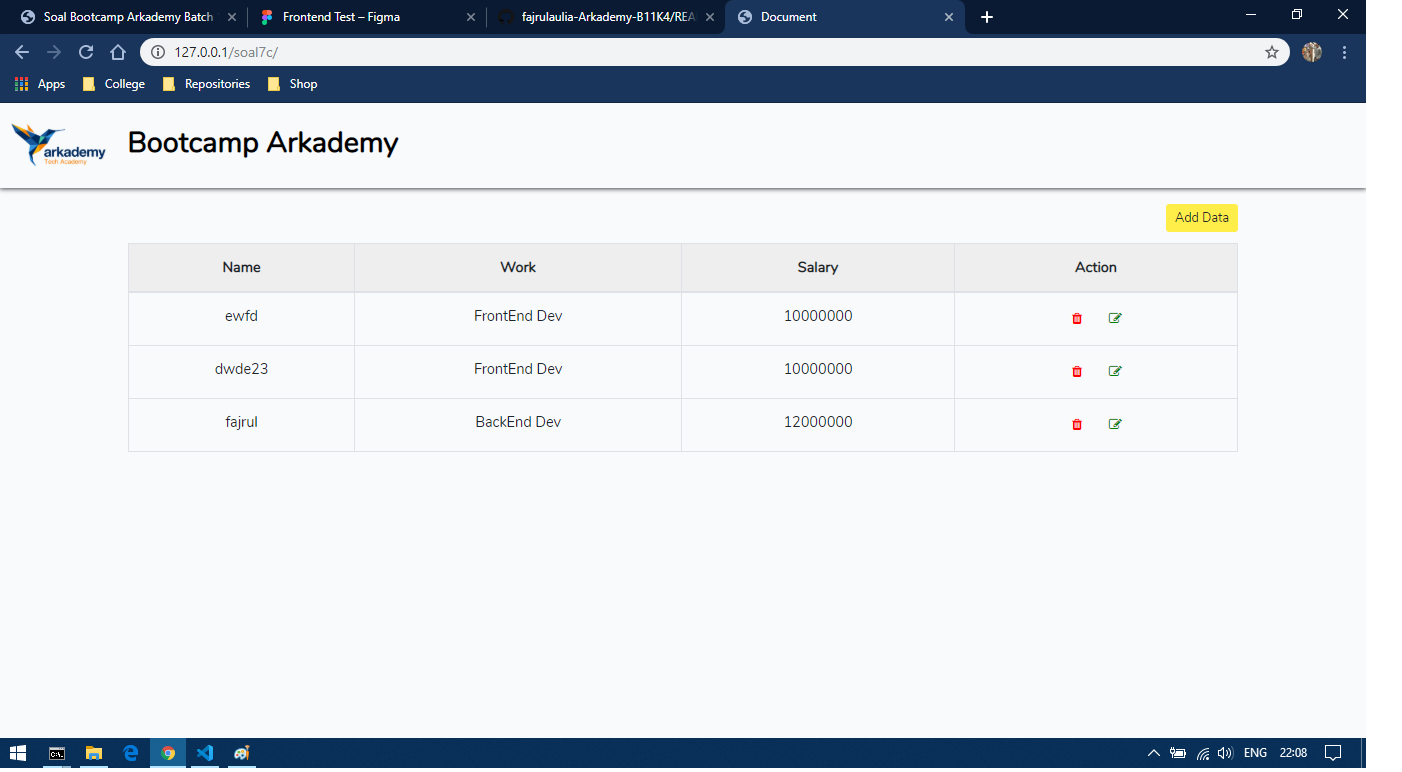 Soal Bootcamp Arkademy Batch
Frontend Test – Figma
fajrulaulia-Arkademy-B11K4/REA
Document
127.0.0.1/soal7c/
Apps College Repositories Shop
arkademy
Tech Academy
Bootcamp Arkademy
Add Data
Name Work Salary Action
ewfd FrontEnd Dev 10000000
dwde23 FrontEnd Dev 10000000
fajrul BackEnd Dev 12000000
C:\.
ENG 22:08